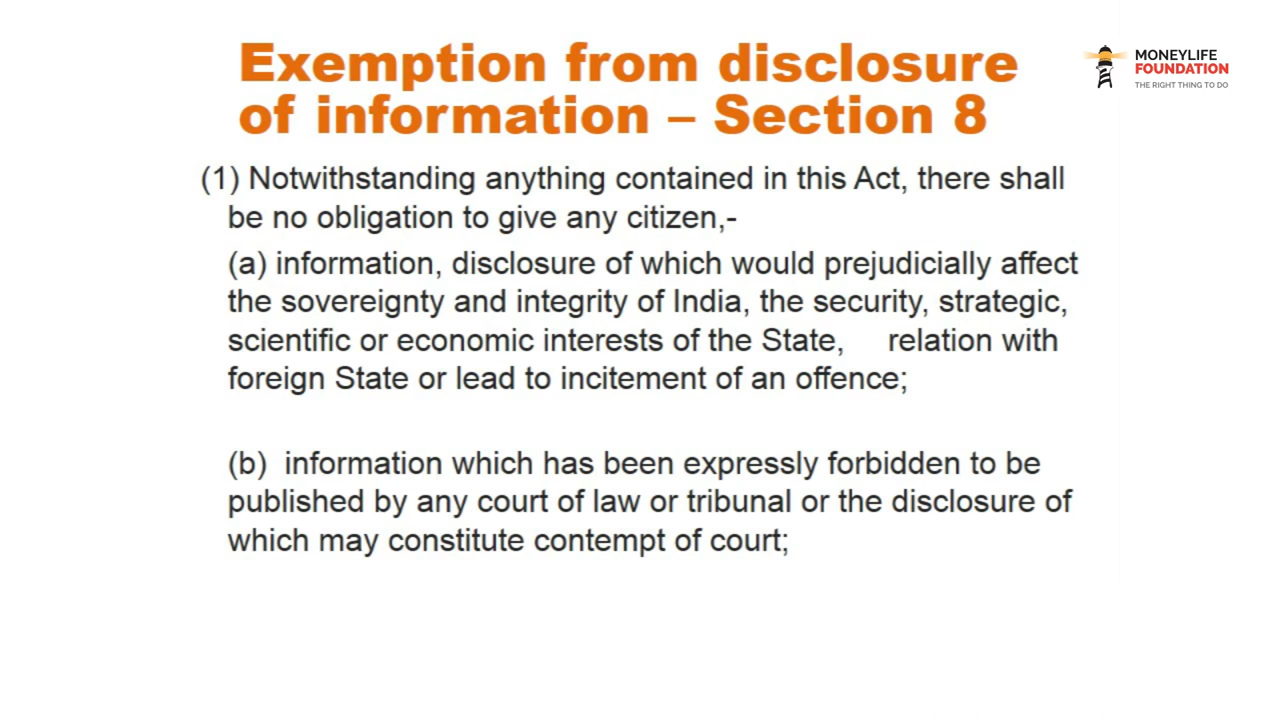 Exemption from disclosure
of information – Section 8
MONEYLIFE
FOUNDATION
THE RIGHT THING TO DO
(1) Notwithstanding anything contained in this Act, there shall
be no obligation to give any citizen,-
(a) information, disclosure of which would prejudicially affect
the sovereignty and integrity of India, the security, strategic,
scientific or economic interests of the State, relation with
foreign State or lead to incitement of an offence;
(b) information which has been expressly forbidden to be
published by any court of law or tribunal or the disclosure of
which may constitute contempt of court;